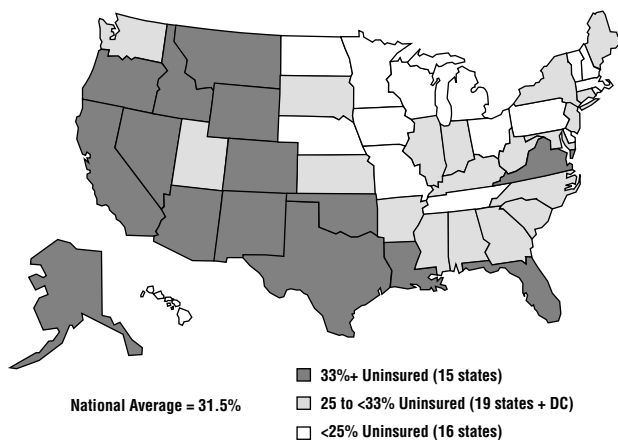 33%+ Uninsured (15 states)
National Average = 31.5%
25 to <33% Uninsured (19 states + DC)
<25% Uninsured (16 states)